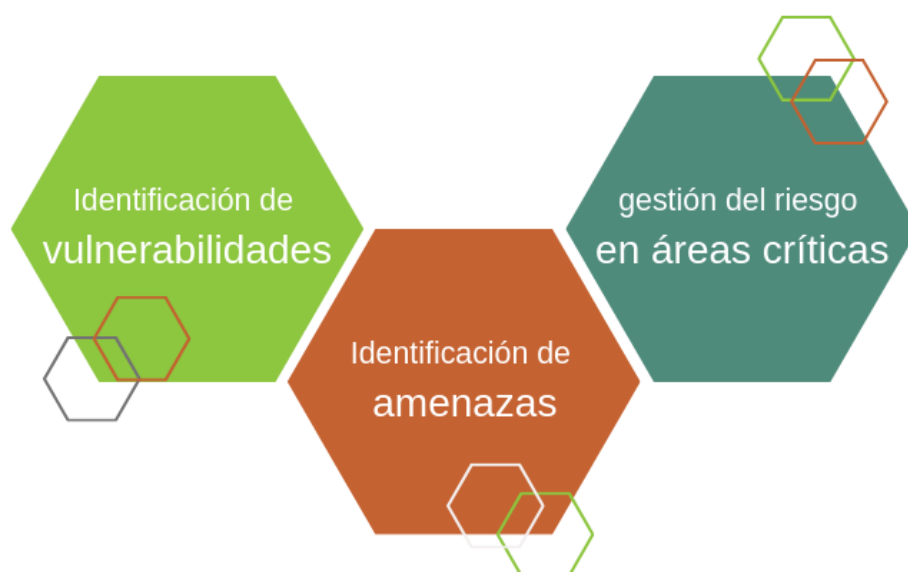 Identificación de
vulnerabilidades
Identificación de
amenazas
gestión del riesgo
en áreas críticas